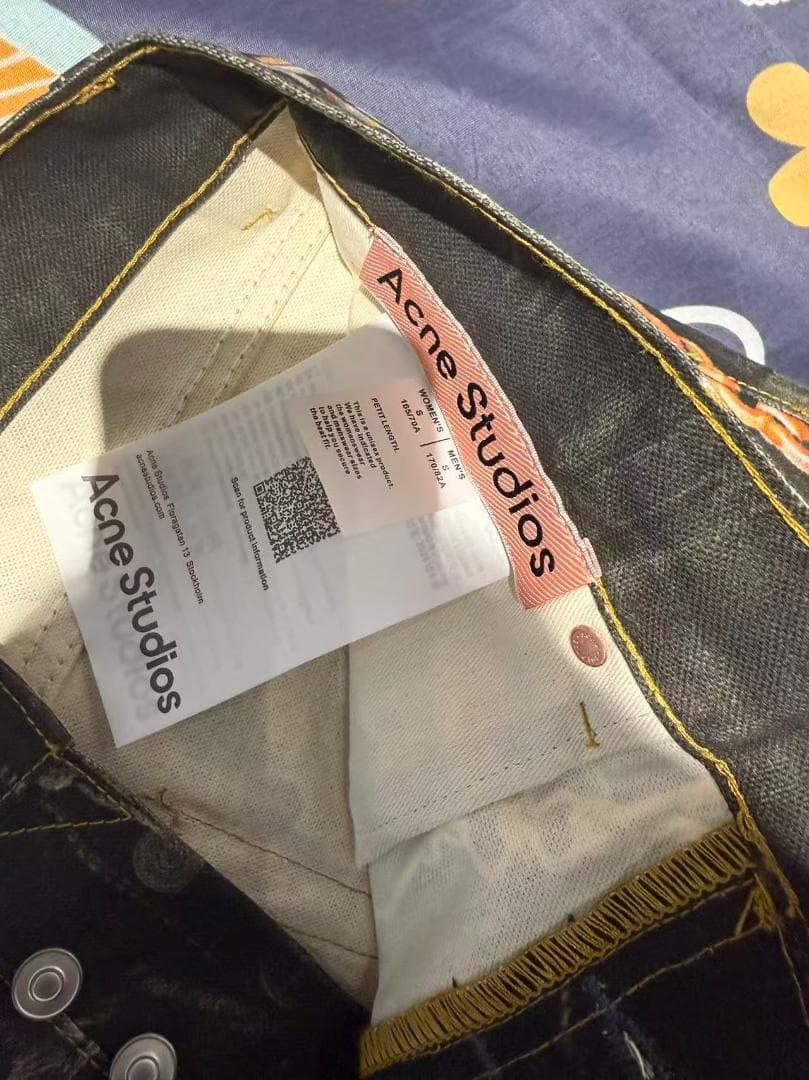 Acne Studios
WOMEN'S | MEN'S
S | S
165/70A | 170/82A
PETIT LENGTH.
This is a unisex product.
We have indicated
the womenswear
and menswear sizes
to help you secure
the best fit.
Scan for product information
Acne Studios Floragatan 13 Stockholm
acnestudios.com
Acne Studios